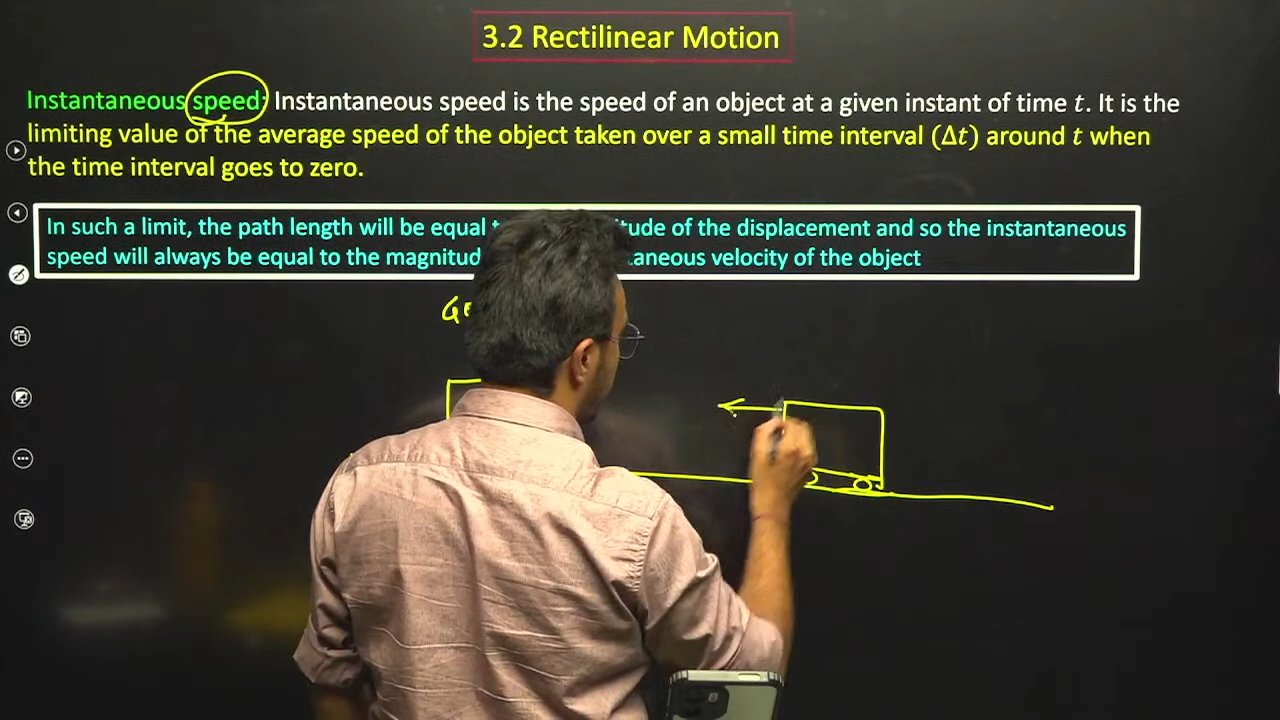 3.2 Rectilinear Motion
Instantaneous speed: Instantaneous speed is the speed of an object at a given instant of time t. It is the
limiting value of the average speed of the object taken over a small time interval (Δt) around t when
the time interval goes to zero.
In such a limit, the path length will be equal of the displacement and so the instantaneous
speed will always be equal to the velocity of the object